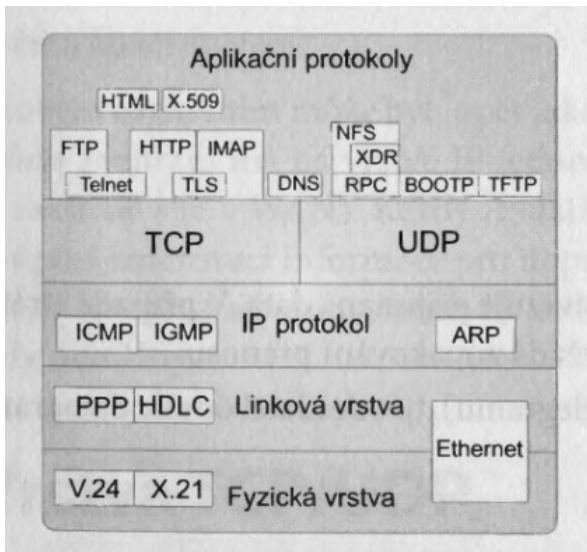 Aplikační protokoly
HTML X.509
FTP HTTP IMAP NFS
XDR
Telnet TLS DNS RPC BOOTP TFTP
TCP UDP
ICMP IGMP IP protokol ARP
PPP HDLC Linková vrstva
Ethernet
V.24 X.21 Fyzická vrstva